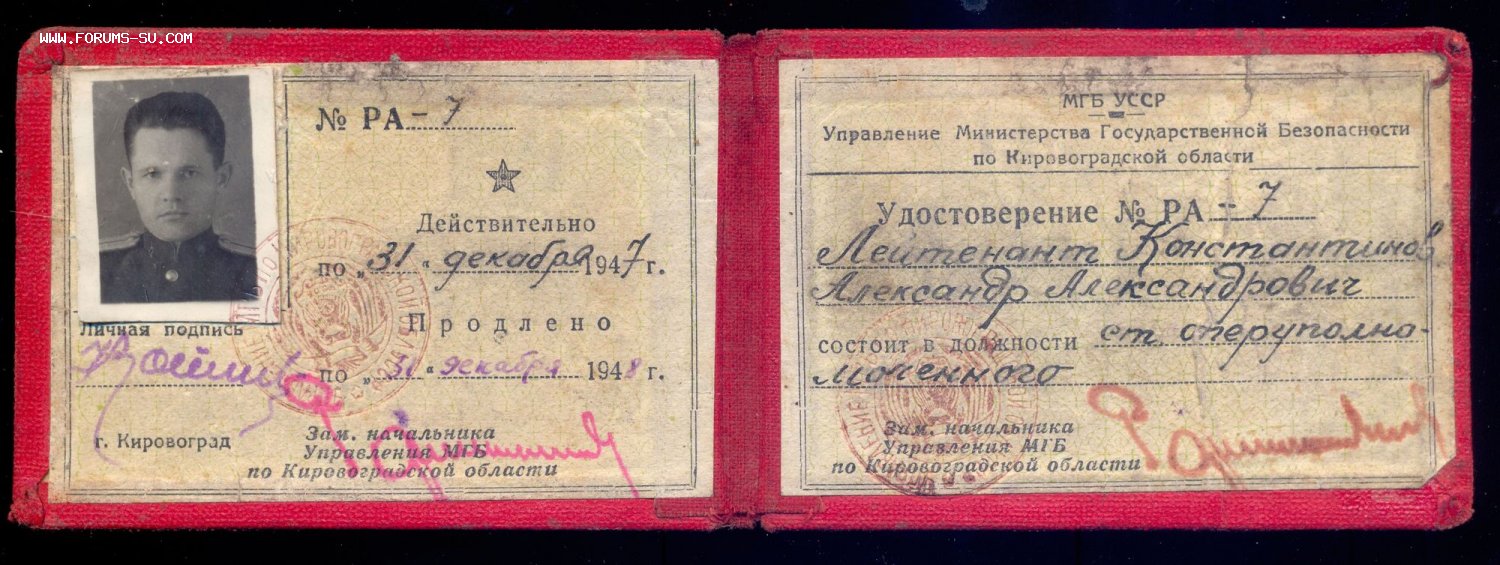 www.forums-su.com
№ РА - 7
Действительно
по „31“ декабря 1947 г.
Продлено
по „31“ декабря 1948 г.
Личная подпись
г. Кировоград
Зам. начальника
Управления МГБ
по Кировоградской области
МГБ УССР
Управление Министерства Государственной Безопасности
по Кировоградской области
Удостоверение № РА - 7
Лейтенант Константинов
Александр Александрович
состоит в должности ст. оперуполно-
моченного
Зам. начальника
Управления МГБ
по Кировоградской области